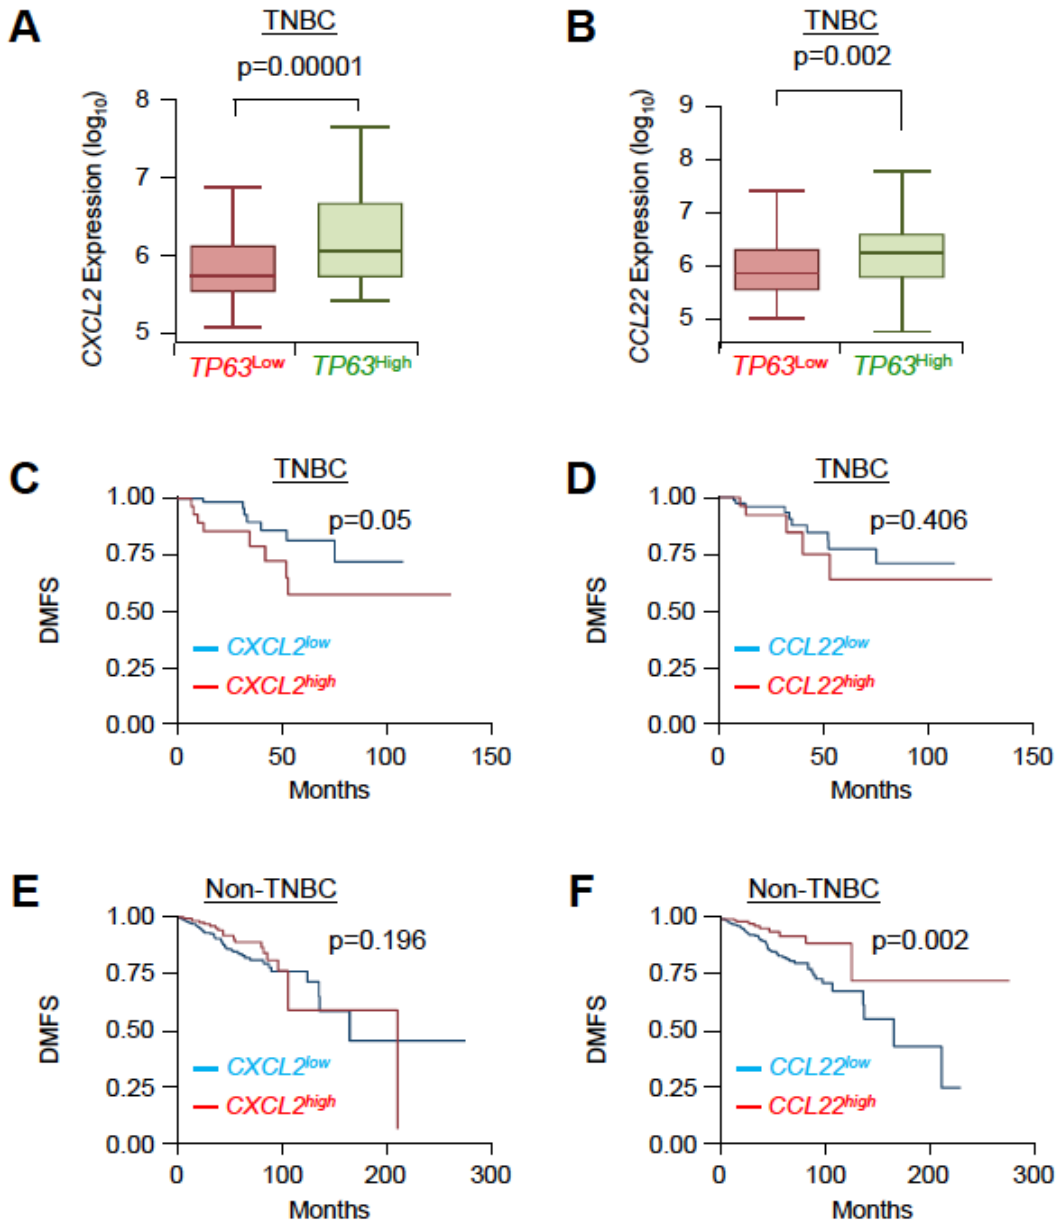 A
TNBC
p=0.00001
CXCL2 Expression (log10)
8
7
6
5
TP63Low
TP63High
B
TNBC
p=0.002
CCL22 Expression (log10)
9
8
7
6
5
TP63Low
TP63High
C
TNBC
p=0.05
DMFS
1.00
0.75
0.50
0.25
0.00
CXCL2low
CXCL2high
0 50 100 150
Months
D
TNBC
p=0.406
DMFS
1.00
0.75
0.50
0.25
0.00
CCL22low
CCL22high
0 50 100 150
Months
E
Non-TNBC
p=0.196
DMFS
1.00
0.75
0.50
0.25
0.00
CXCL2low
CXCL2high
0 100 200 300
Months
F
Non-TNBC
p=0.002
DMFS
1.00
0.75
0.50
0.25
0.00
CCL22low
CCL22high
0 100 200 300
Months